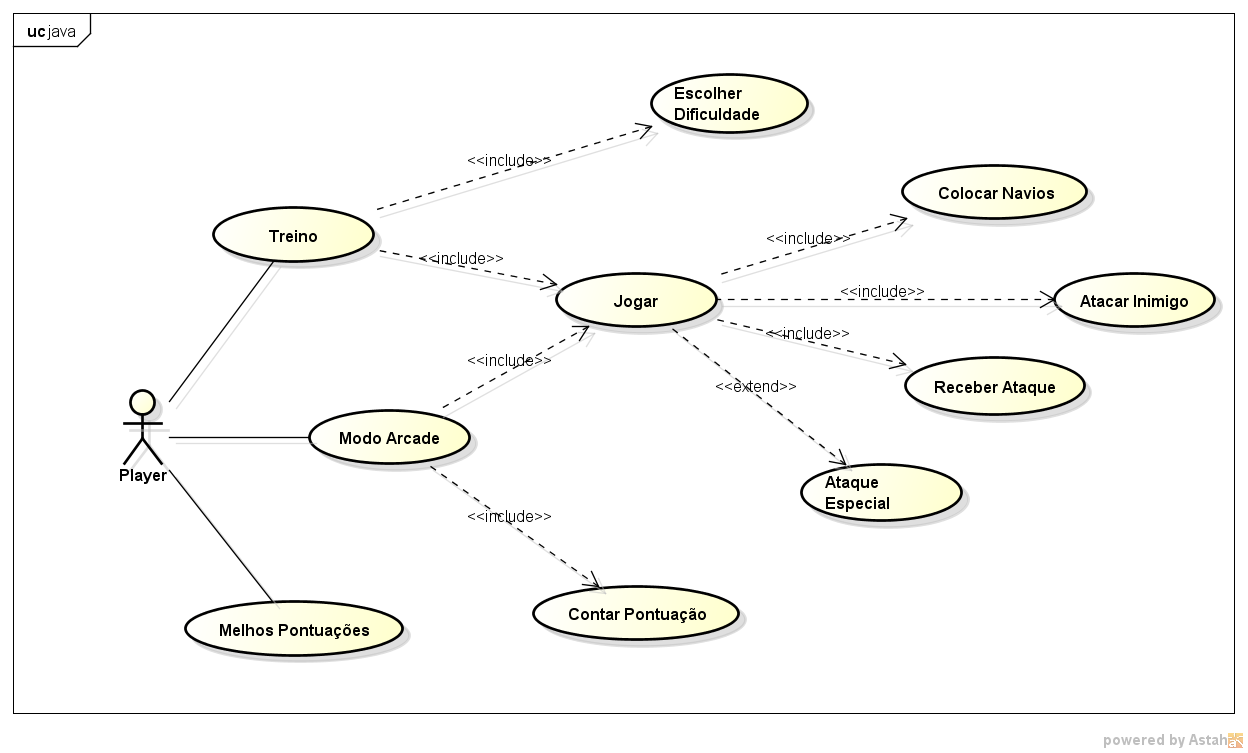 uc java
Escolher
Dificuldade
<<include>>
Colocar Navios
Treino
<<include>>
<<include>>
<<include>>
Jogar
Atacar Inimigo
<<include>>
<<include>>
Receber Ataque
<<extend>>
Modo Arcade
Player
Ataque
Especial
<<include>>
Contar Pontuação
Melhos Pontuações
powered by Astah